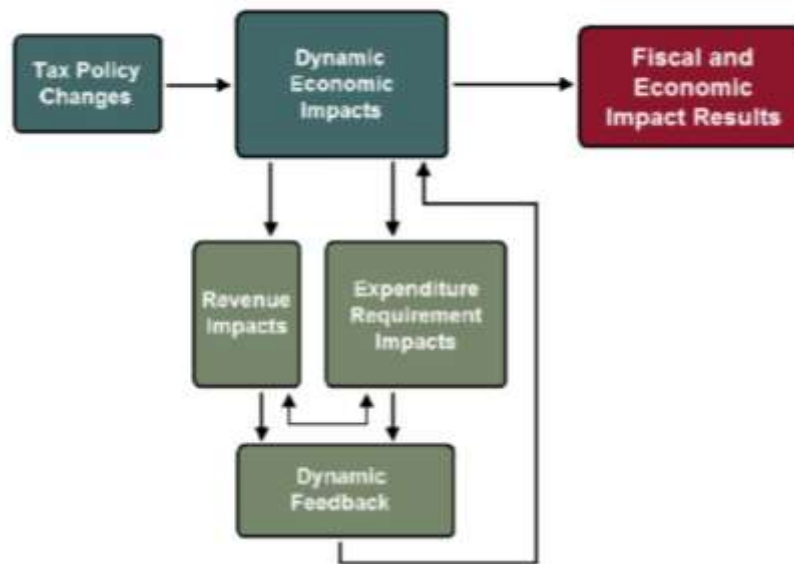 Tax Policy
Changes
Dynamic
Economic
Impacts
Fiscal and
Economic
Impact Results
Revenue
Impacts
Expenditure
Requirement
Impacts
Dynamic
Feedback